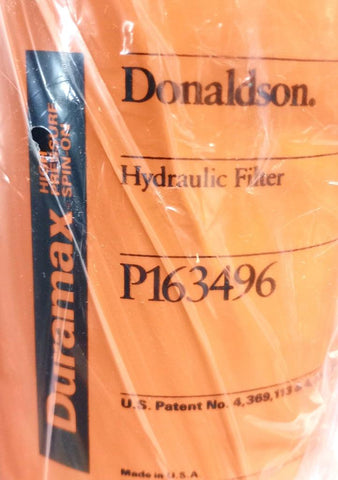 Donaldson.
Hydraulic Filter
P163496
U.S. Patent No. 4,369,113 &
Made in U.S.A.
Duramax
HIGH
PRESSURE
SPIN ON